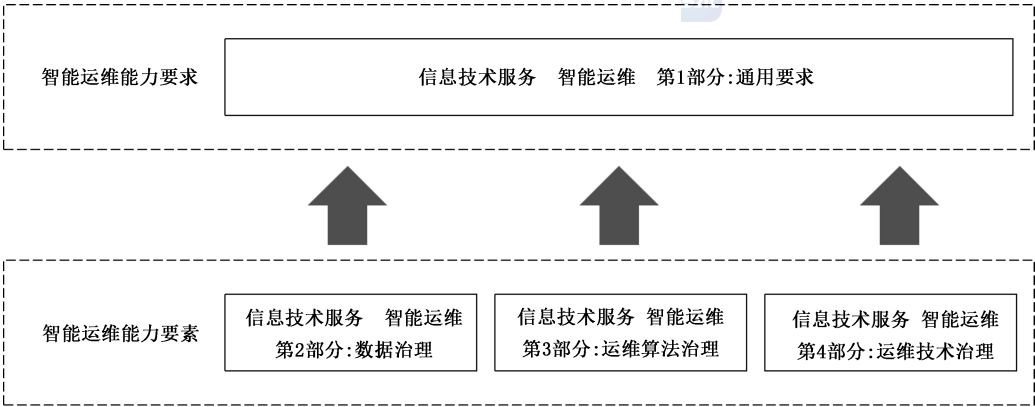 智能运维能力要求
信息技术服务 智能运维 第1部分:通用要求
智能运维能力要素
信息技术服务 智能运维
第2部分:数据治理
信息技术服务 智能运维
第3部分:运维算法治理
信息技术服务 智能运维
第4部分:运维技术治理